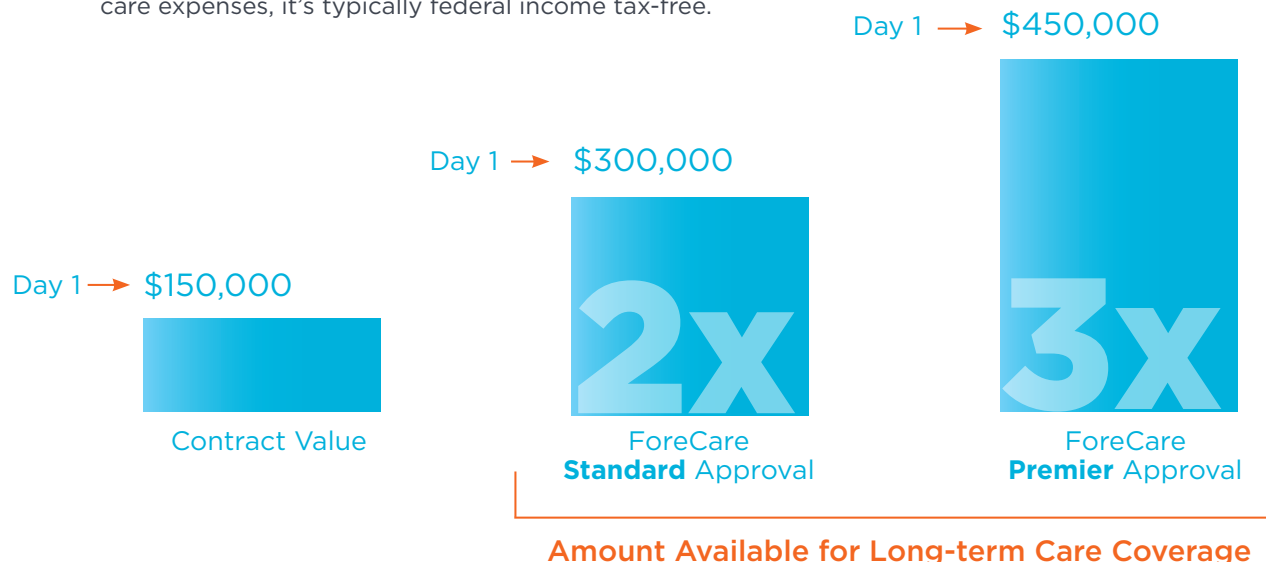 care expenses, it's typically federal income tax-free.
Day 1 → $450,000
Day 1 → $300,000
Day 1 → $150,000
2x
3x
Contract Value
ForeCare
Standard Approval
ForeCare
Premier Approval
Amount Available for Long-term Care Coverage